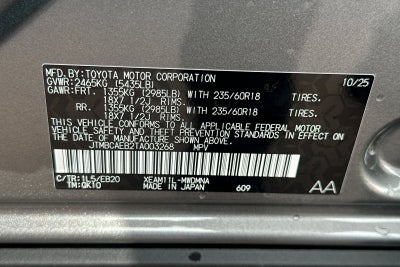 MFD.BY:TOYOTA MOTOR CORPORATION 10/25
GVWR:2465KG (5435LB)
GAWR:FRT. 1355KG (2985LB) WITH 235/60R18 TIRES.
18X7 1/2J RIMS.
RR. 1355KG (2985LB) WITH 235/60R18 TIRES.
18X7 1/2J RIMS.
THIS VEHICLE CONFORMS TO ALL APPLICABLE FEDERAL MOTOR
VEHICLE SAFETY, BUMPER, AND THEFT PREVENTION STANDARDS IN EFFECT ON
THE DATE OF MANUFACTURE SHOWN ABOVE.
JTMBCAEB2TA003268 MPV
C/TR:1L5/EB20 XEAM11L-MWDMNA
TM:QK10 MADE IN JAPAN 609 AA